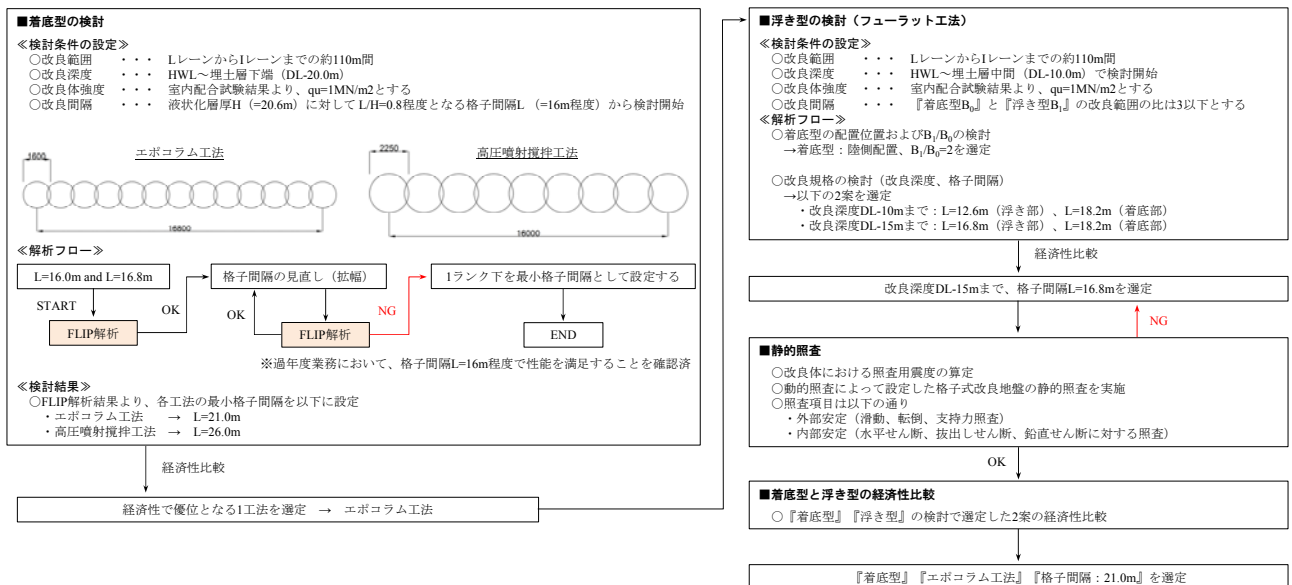 ■着底型の検討
≪検討条件の設定≫
○改良範囲 ・・・ LレーンからIレーンまでの約110m間
○改良深度 ・・・ HWL～埋土層下端（DL-20.0m）
○改良体強度 ・・・ 室内配合試験結果より、qu=1MN/m2とする
○改良間隔 ・・・ 液状化層厚H（=20.6m）に対して L/H=0.8程度となる格子間隔L （=16m程度）から検討開始
エポコラム工法
1600
16800
高圧噴射撹拌工法
2250
16000
≪解析フロー≫
L=16.0m and L=16.8m
START
FLIP解析
OK
格子間隔の見直し（拡幅）
OK
FLIP解析
NG
1ランク下を最小格子間隔として設定する
END
※過年度業務において、格子間隔L=16m程度で性能を満足することを確認済
≪検討結果≫
○FLIP解析結果より、各工法の最小格子間隔を以下に設定
・エポコラム工法 → L=21.0m
・高圧噴射撹拌工法 → L=26.0m
経済性比較
経済性で優位となる1工法を選定 → エポコラム工法
■浮き型の検討（フューラット工法）
≪検討条件の設定≫
○改良範囲 ・・・ LレーンからIレーンまでの約110m間
○改良深度 ・・・ HWL～埋土層中間（DL-10.0m）で検討開始
○改良体強度 ・・・ 室内配合試験結果より、qu=1MN/m2とする
○改良間隔 ・・・ 『着底型B₀』と『浮き型B₁』の改良範囲の比は3以下とする
≪解析フロー≫
○着底型の配置位置およびB₁/B₀の検討
→着底型：陸側配置、B₁/B₀=2を選定
○改良規格の検討（改良深度、格子間隔）
→以下の2案を選定
・改良深度DL-10mまで：L=12.6m（浮き部）、L=18.2m（着底部）
・改良深度DL-15mまで：L=16.8m（浮き部）、L=18.2m（着底部）
経済性比較
改良深度DL-15mまで、格子間隔L=16.8mを選定
NG
■静的照査
○改良体における照査用震度の算定
○動的照査によって設定した格子式改良地盤の静的照査を実施
○照査項目は以下の通り
・外部安定（滑動、転倒、支持力照査）
・内部安定（水平せん断、抜出しせん断、鉛直せん断に対する照査）
OK
■着底型と浮き型の経済性比較
○『着底型』『浮き型』の検討で選定した2案の経済性比較
『着底型』『エポコラム工法』『格子間隔：21.0m』を選定